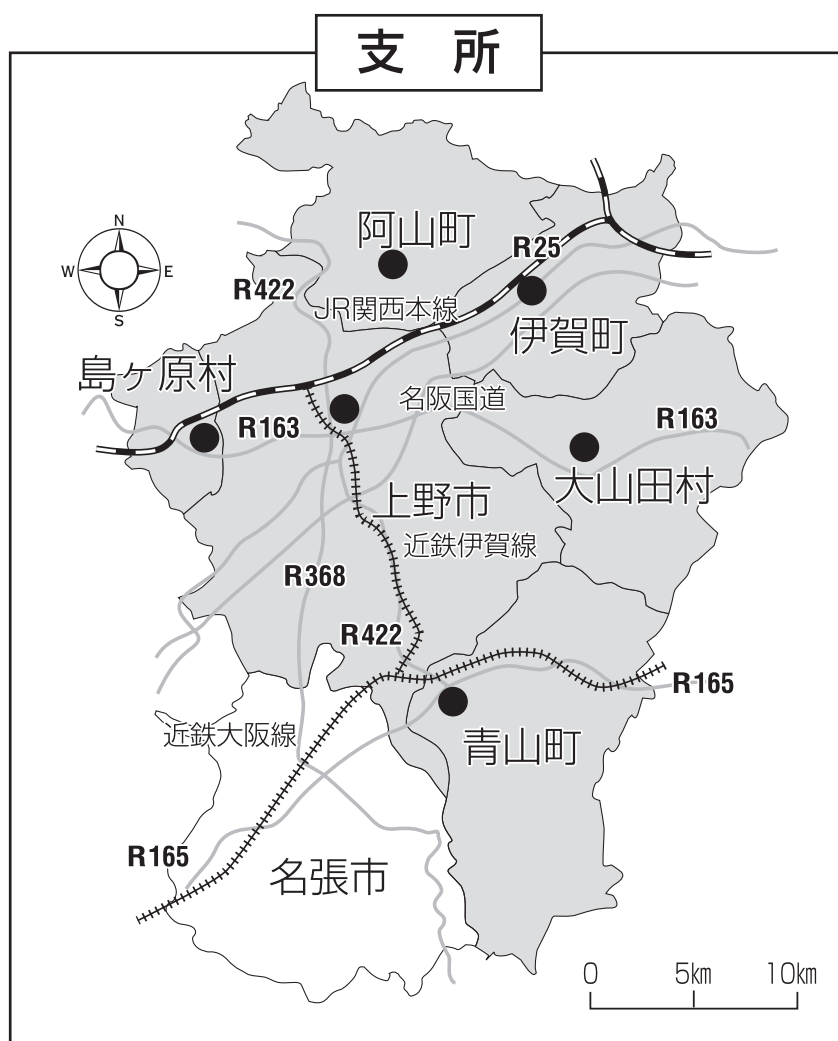 支所
N
W E
S
阿山町
R25
R422
JR関西本線
伊賀町
島ヶ原村
名阪国道
R163
R163
大山田村
上野市
近鉄伊賀線
R368
R422
R165
近鉄大阪線
青山町
R165
名張市
0 5km 10km